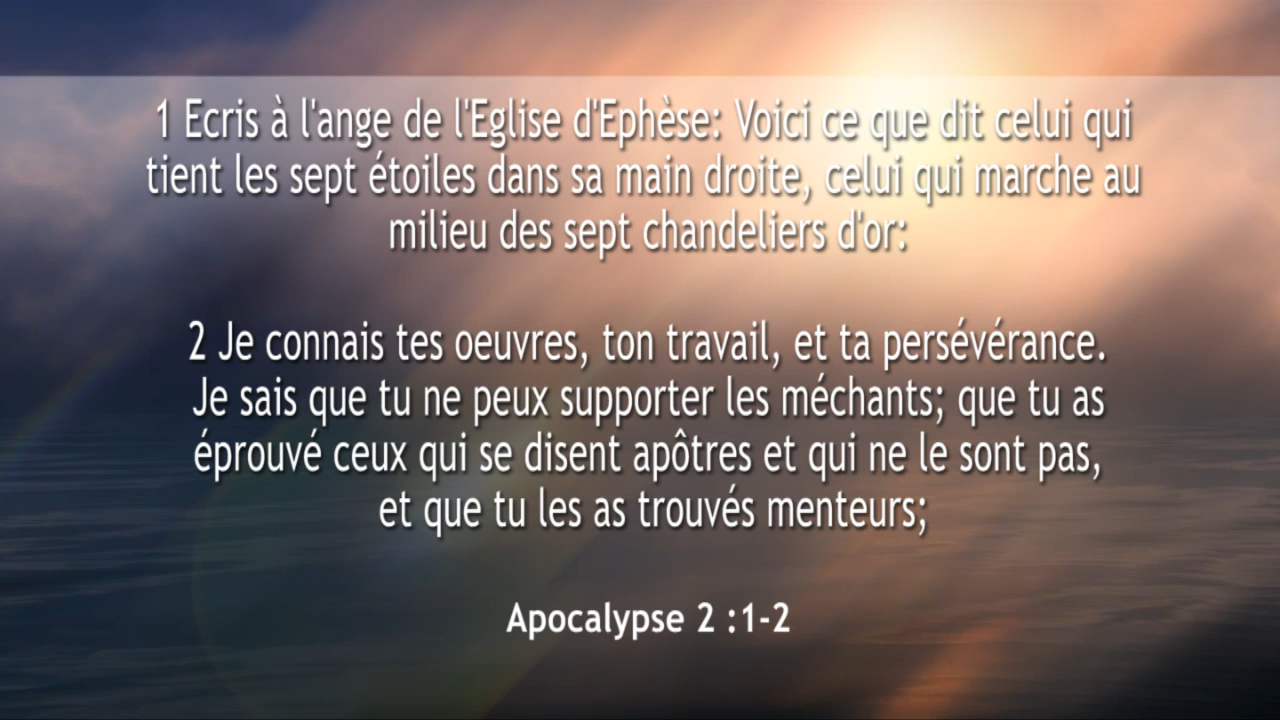 1 Ecris à l'ange de l'Eglise d'Ephèse: Voici ce que dit celui qui
tient les sept étoiles dans sa main droite, celui qui marche au
milieu des sept chandeliers d'or:
2 Je connais tes oeuvres, ton travail, et ta persévérance.
Je sais que tu ne peux supporter les méchants; que tu as
éprouvé ceux qui se disent apôtres et qui ne le sont pas,
et que tu les as trouvés menteurs;
Apocalypse 2 :1-2